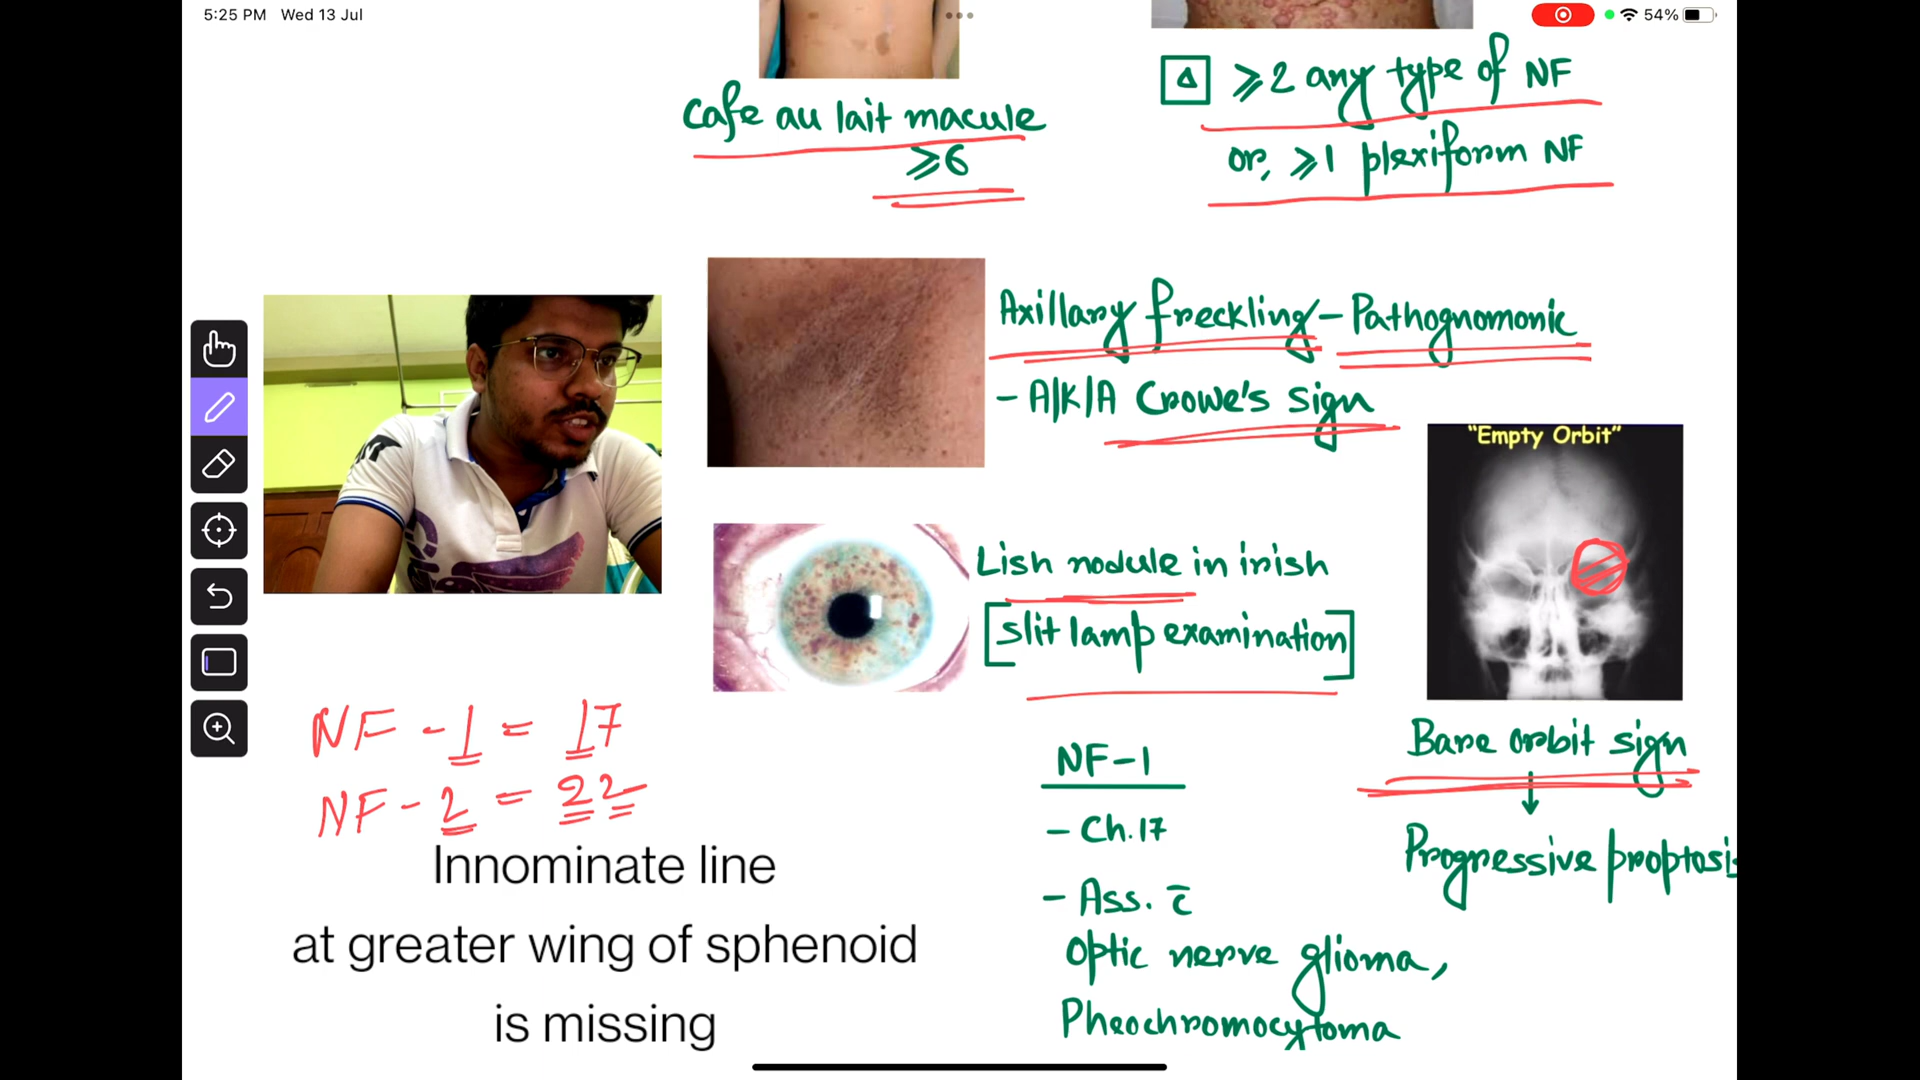 5:25 PM Wed 13 Jul
54%
Cafe au lait macule
≥6
Δ ≥2 any type of NF
or, ≥1 plexiform NF
Axillary freckling - Pathognomonic
- A/K/A Crowe's sign
"Empty Orbit"
Lish nodule in irish
[slit lamp examination]
Bare orbit sign
↓
Progressive proptosis
NF - 1 = 17
NF - 2 = 22
Innominate line
at greater wing of sphenoid
is missing
NF-1
- Ch. 17
- Ass. c̄
Optic nerve glioma,
Pheochromocytoma